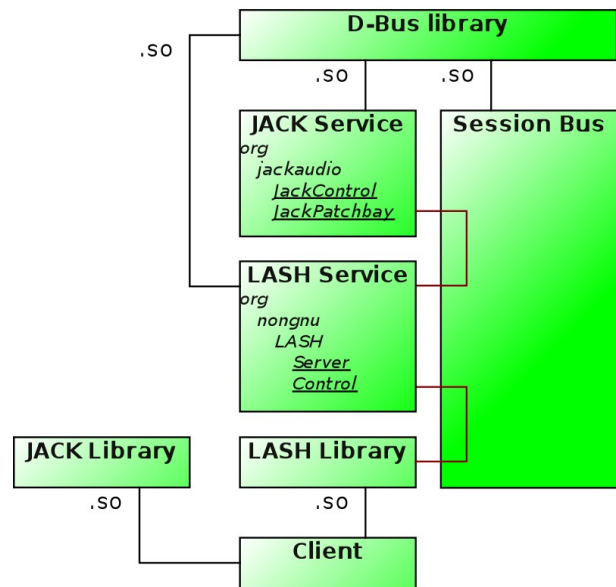 D-Bus library
.so
.so
.so
JACK Service
org
jackaudio
JackControl
JackPatchbay
Session Bus
LASH Service
org
nongnu
LASH
Server
Control
JACK Library
LASH Library
.so
.so
Client